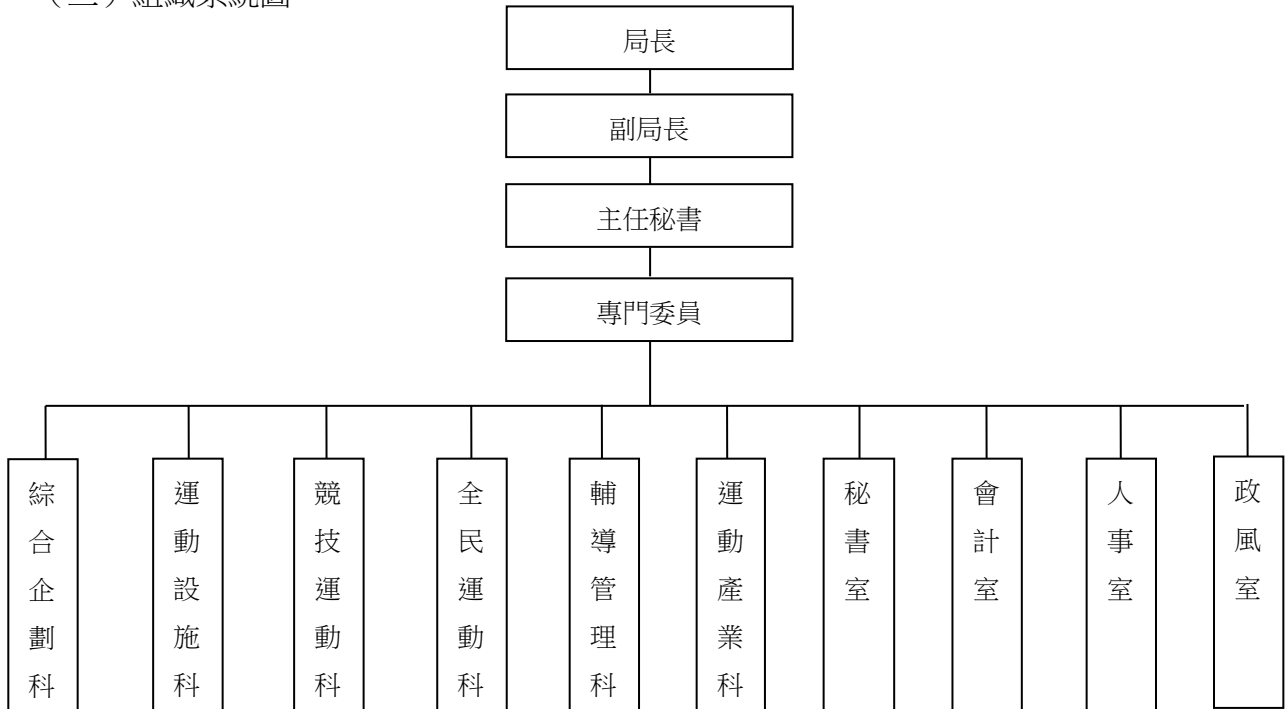 組織系統圖
局長
副局長
主任秘書
專門委員
綜合企劃科
運動設施科
競技運動科
全民運動科
輔導管理科
運動產業科
秘書室
會計室
人事室
政風室